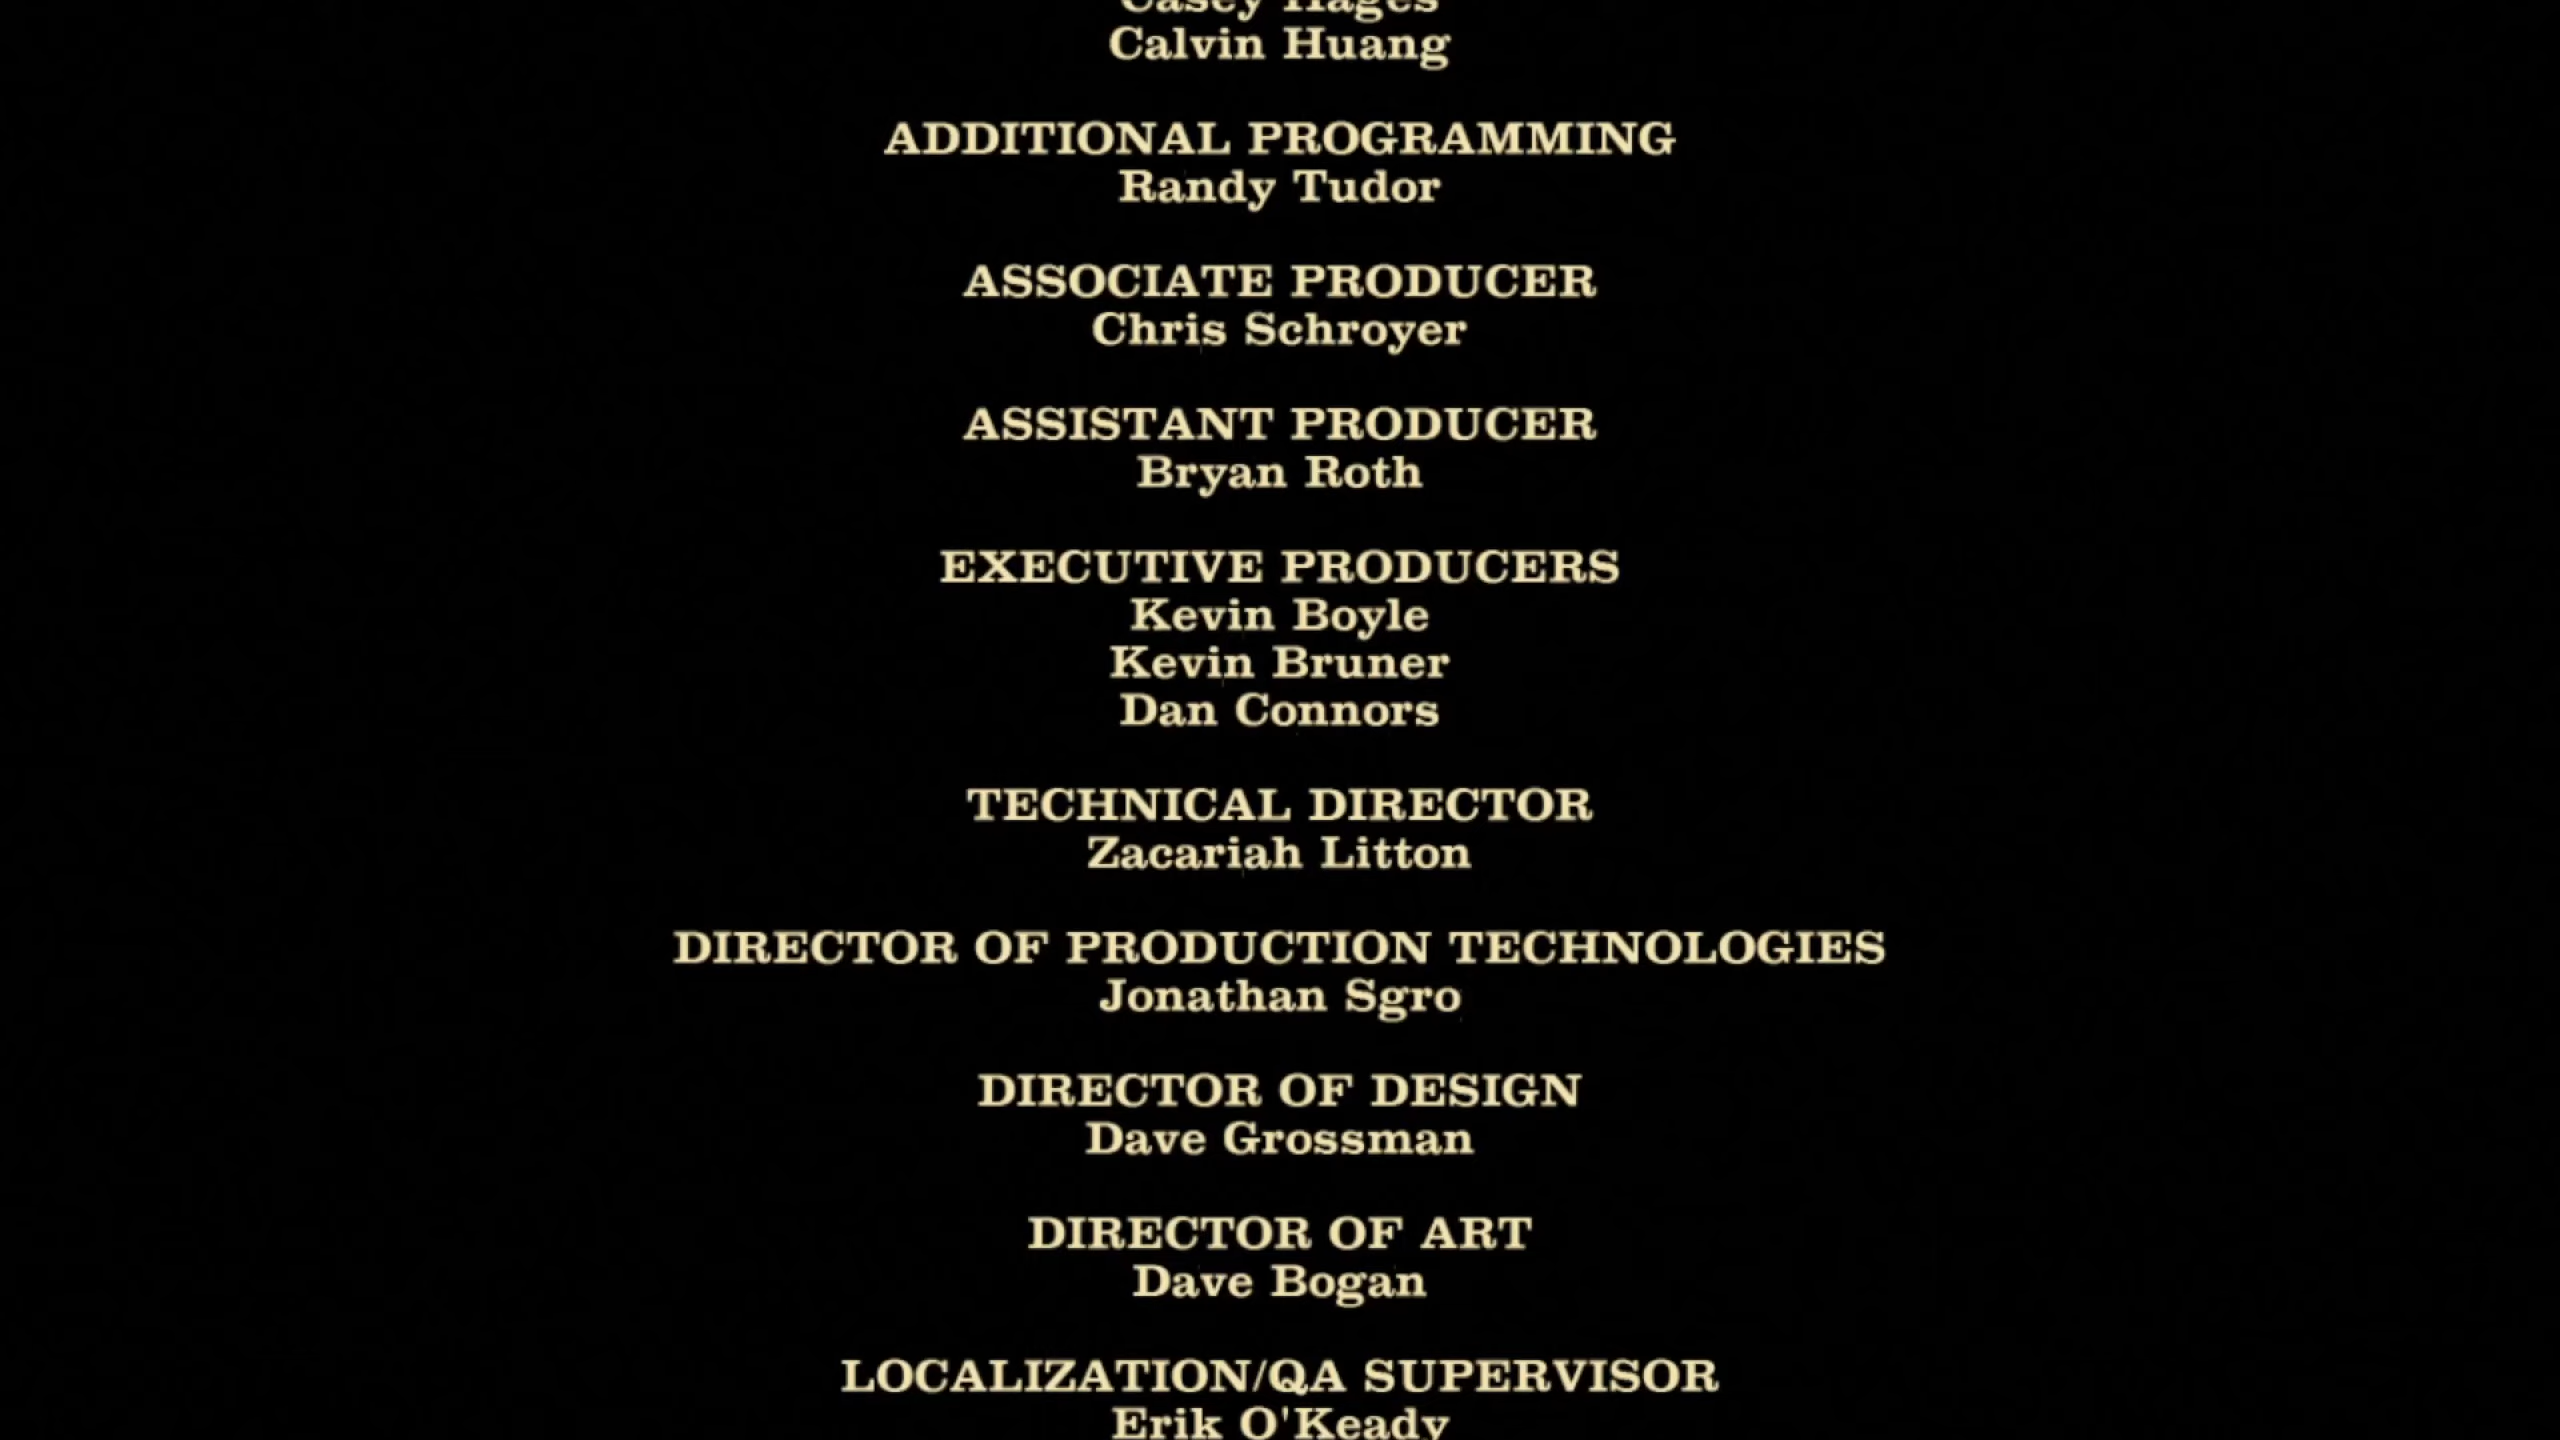 Casey Hages
Calvin Huang
ADDITIONAL PROGRAMMING
Randy Tudor
ASSOCIATE PRODUCER
Chris Schroyer
ASSISTANT PRODUCER
Bryan Roth
EXECUTIVE PRODUCERS
Kevin Boyle
Kevin Bruner
Dan Connors
TECHNICAL DIRECTOR
Zacariah Litton
DIRECTOR OF PRODUCTION TECHNOLOGIES
Jonathan Sgro
DIRECTOR OF DESIGN
Dave Grossman
DIRECTOR OF ART
Dave Bogan
LOCALIZATION/QA SUPERVISOR
Erik O'Keady